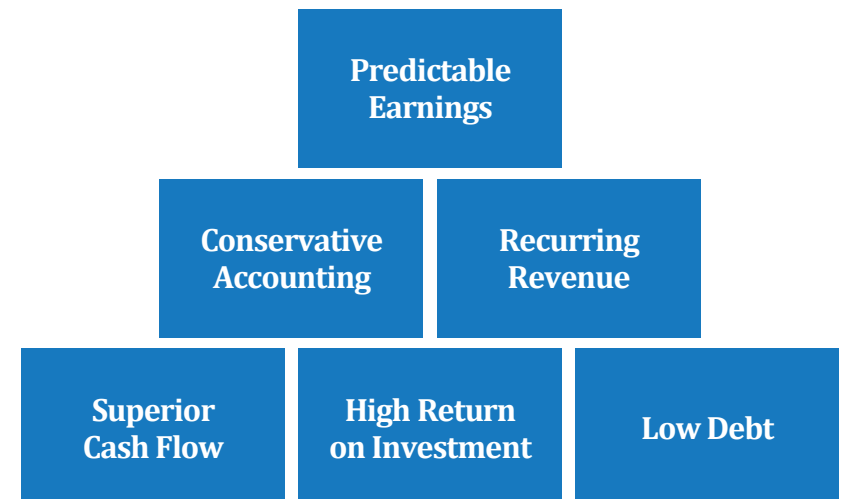 Predictable
Earnings
Conservative
Accounting
Recurring
Revenue
Superior
Cash Flow
High Return
on Investment
Low Debt